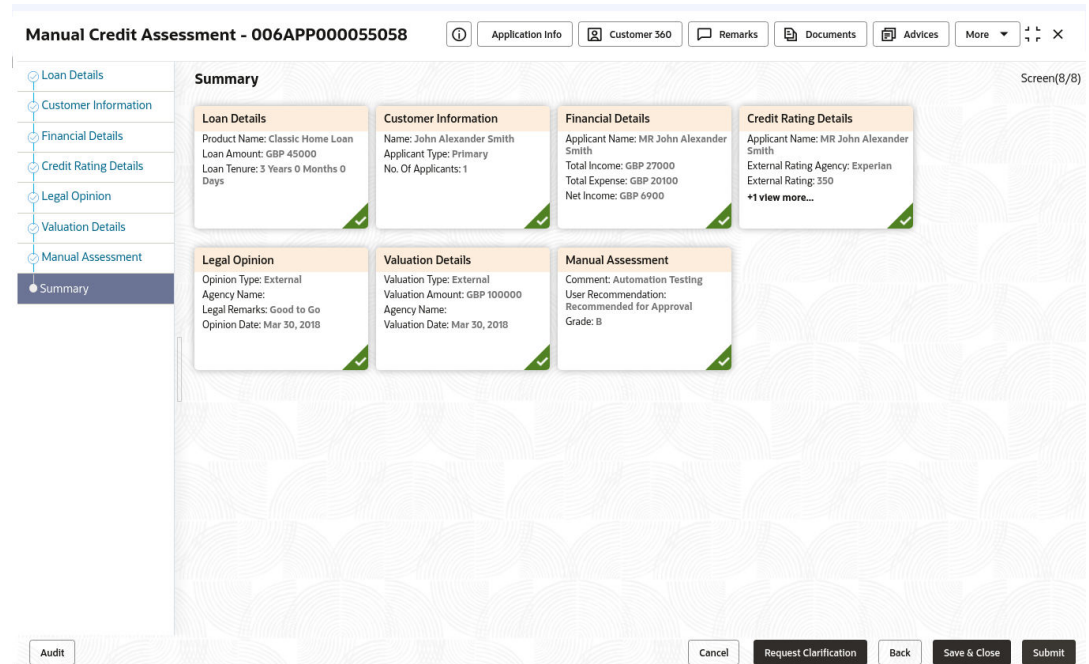 Manual Credit Assessment - 006APP000055058
Application Info
Customer 360
Remarks
Documents
Advices
More
Loan Details
Customer Information
Financial Details
Credit Rating Details
Legal Opinion
Valuation Details
Manual Assessment
Summary
Summary
Screen(8/8)
Loan Details
Product Name: Classic Home Loan
Loan Amount: GBP 45000
Loan Tenure: 3 Years 0 Months 0
Days
Customer Information
Name: John Alexander Smith
Applicant Type: Primary
No. Of Applicants: 1
Financial Details
Applicant Name: MR John Alexander
Smith
Total Income: GBP 27000
Total Expense: GBP 20100
Net Income: GBP 6900
Credit Rating Details
Applicant Name: MR John Alexander
Smith
External Rating Agency: Experian
External Rating: 350
+1 view more...
Legal Opinion
Opinion Type: External
Agency Name:
Legal Remarks: Good to Go
Opinion Date: Mar 30, 2018
Valuation Details
Valuation Type: External
Valuation Amount: GBP 100000
Agency Name:
Valuation Date: Mar 30, 2018
Manual Assessment
Comment: Automation Testing
User Recommendation:
Recommended for Approval
Grade: B
Audit
Cancel
Request Clarification
Back
Save & Close
Submit